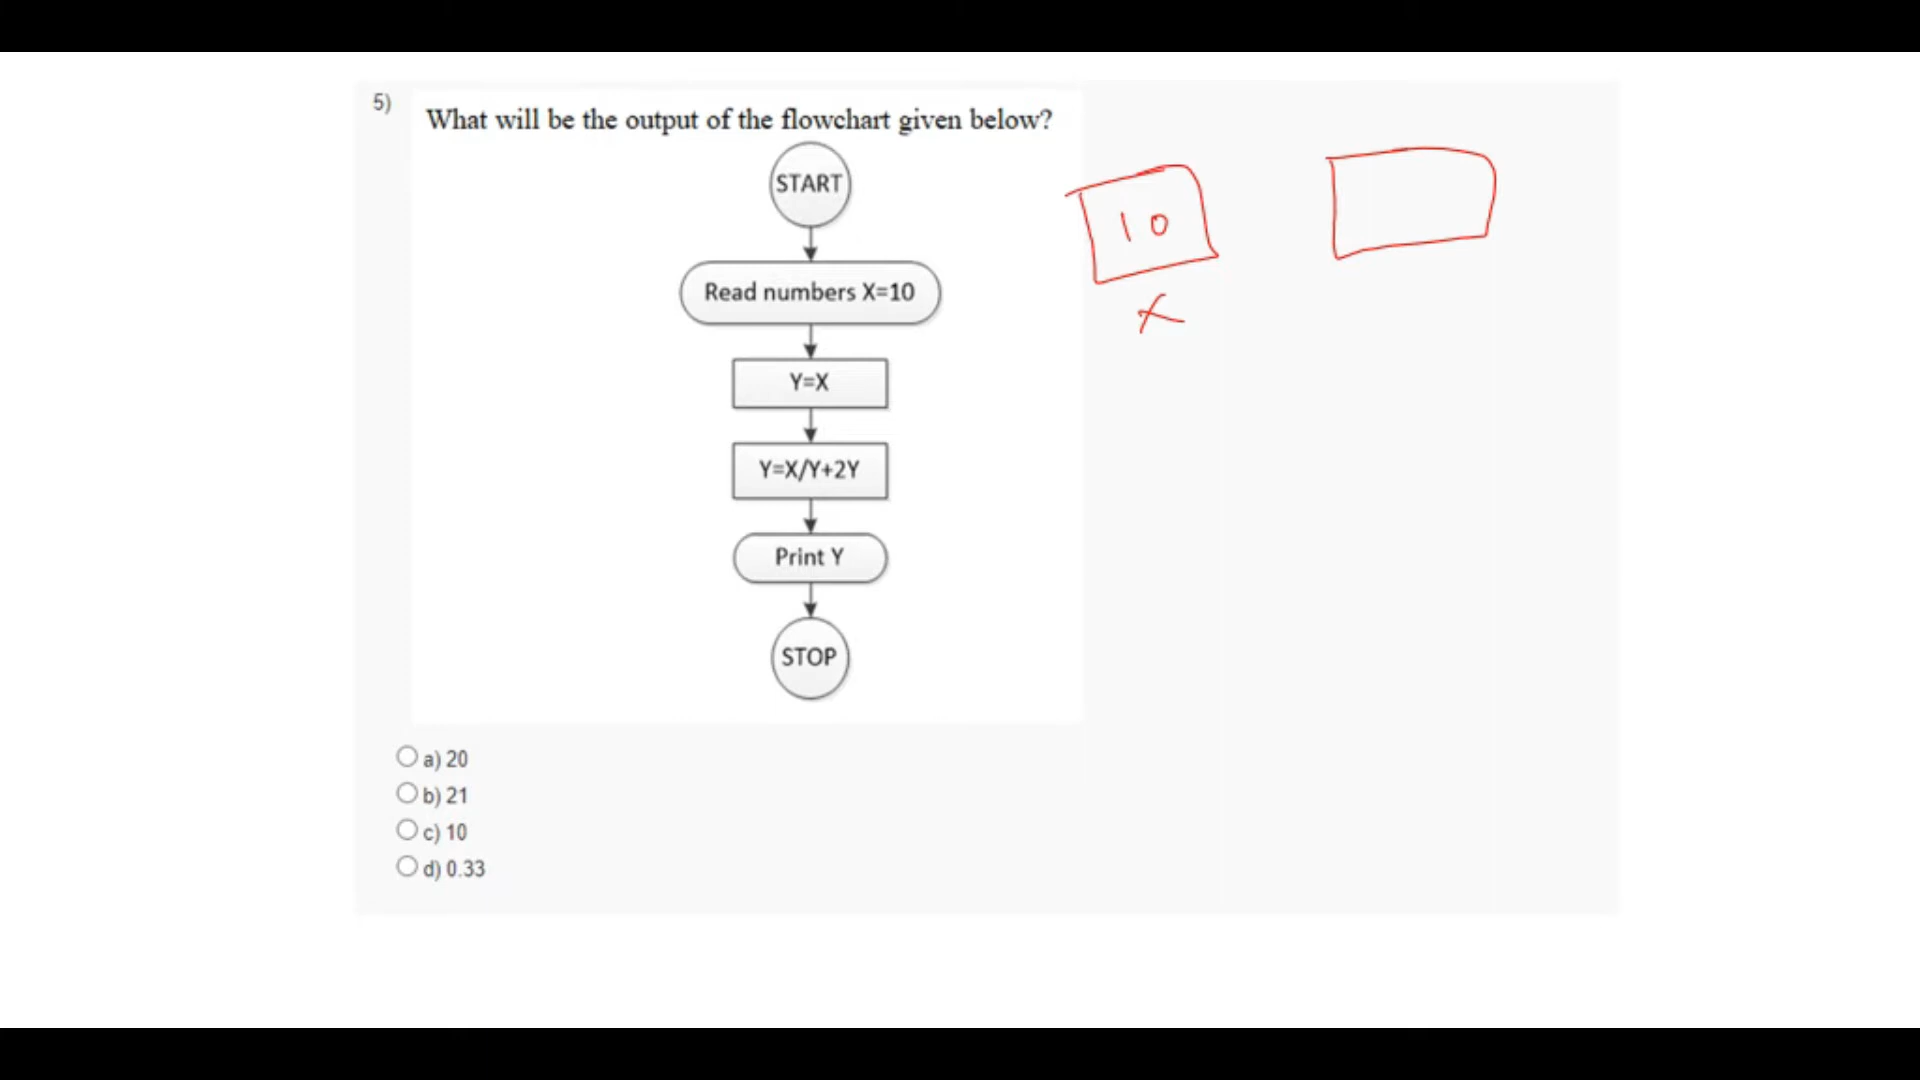 5)
What will be the output of the flowchart given below?
START
Read numbers X=10
10
X
Y=X
Y=X/Y+2Y
Print Y
STOP
a) 20
b) 21
c) 10
d) 0.33